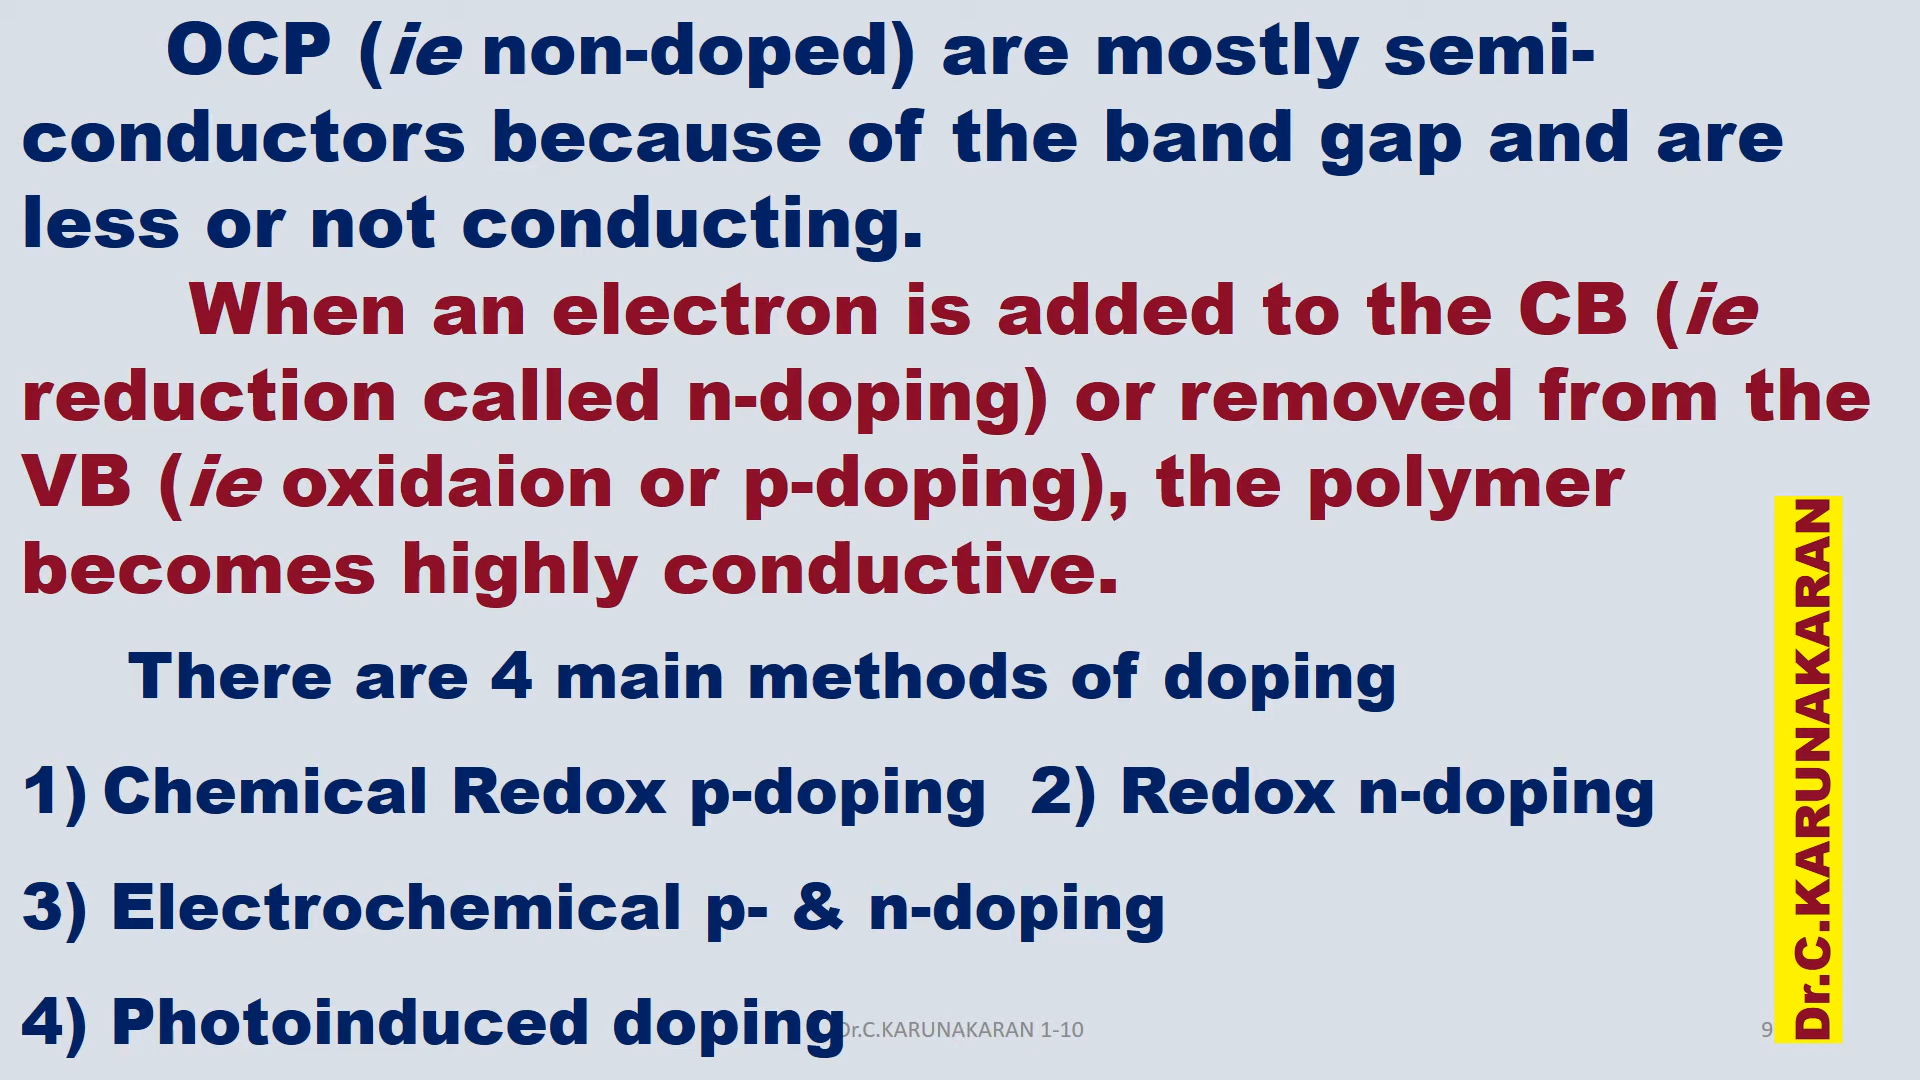 OCP (ie non-doped) are mostly semi-
conductors because of the band gap and are
less or not conducting.
When an electron is added to the CB (ie
reduction called n-doping) or removed from the
VB (ie oxidaion or p-doping), the polymer
becomes highly conductive.
There are 4 main methods of doping
1) Chemical Redox p-doping 2) Redox n-doping
3) Electrochemical p- & n-doping
4) Photoinduced doping
Dr.C.KARUNAKARAN 1-10
9
Dr.C.KARUNAKARAN